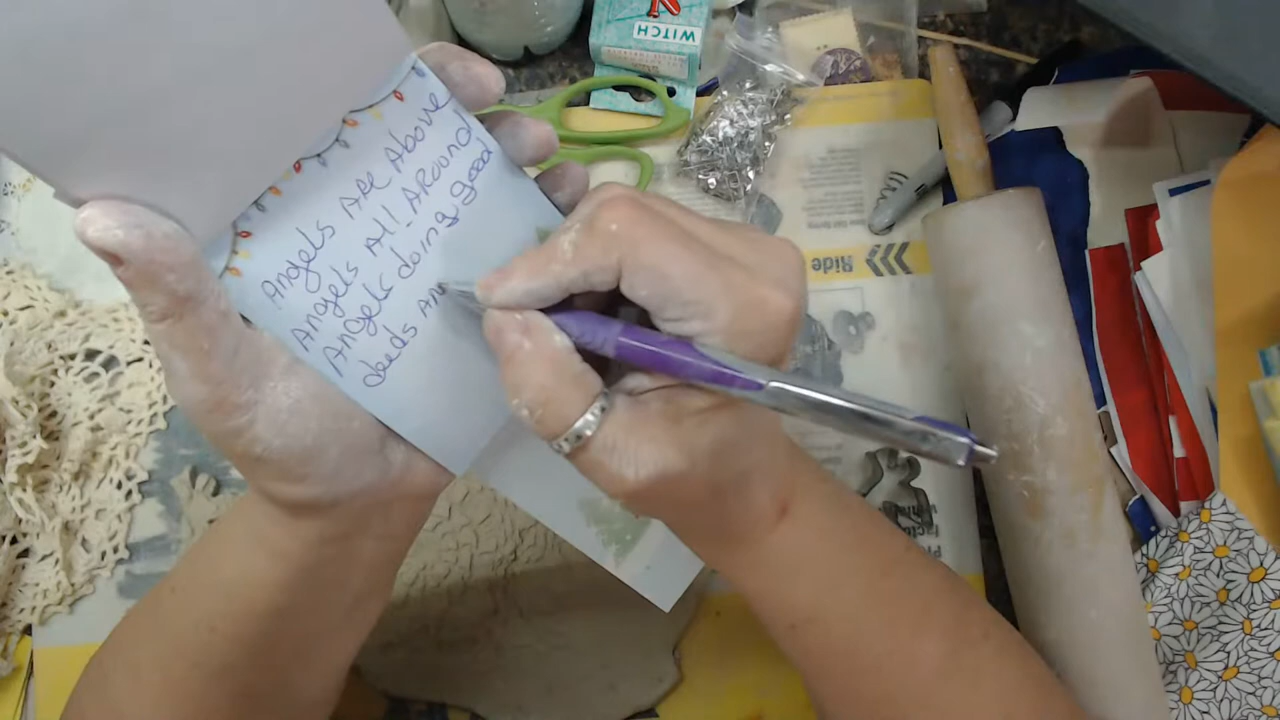 Angels ARE Above
Angels All ARound
Angels doing good
deeds An
WITCH
Ride